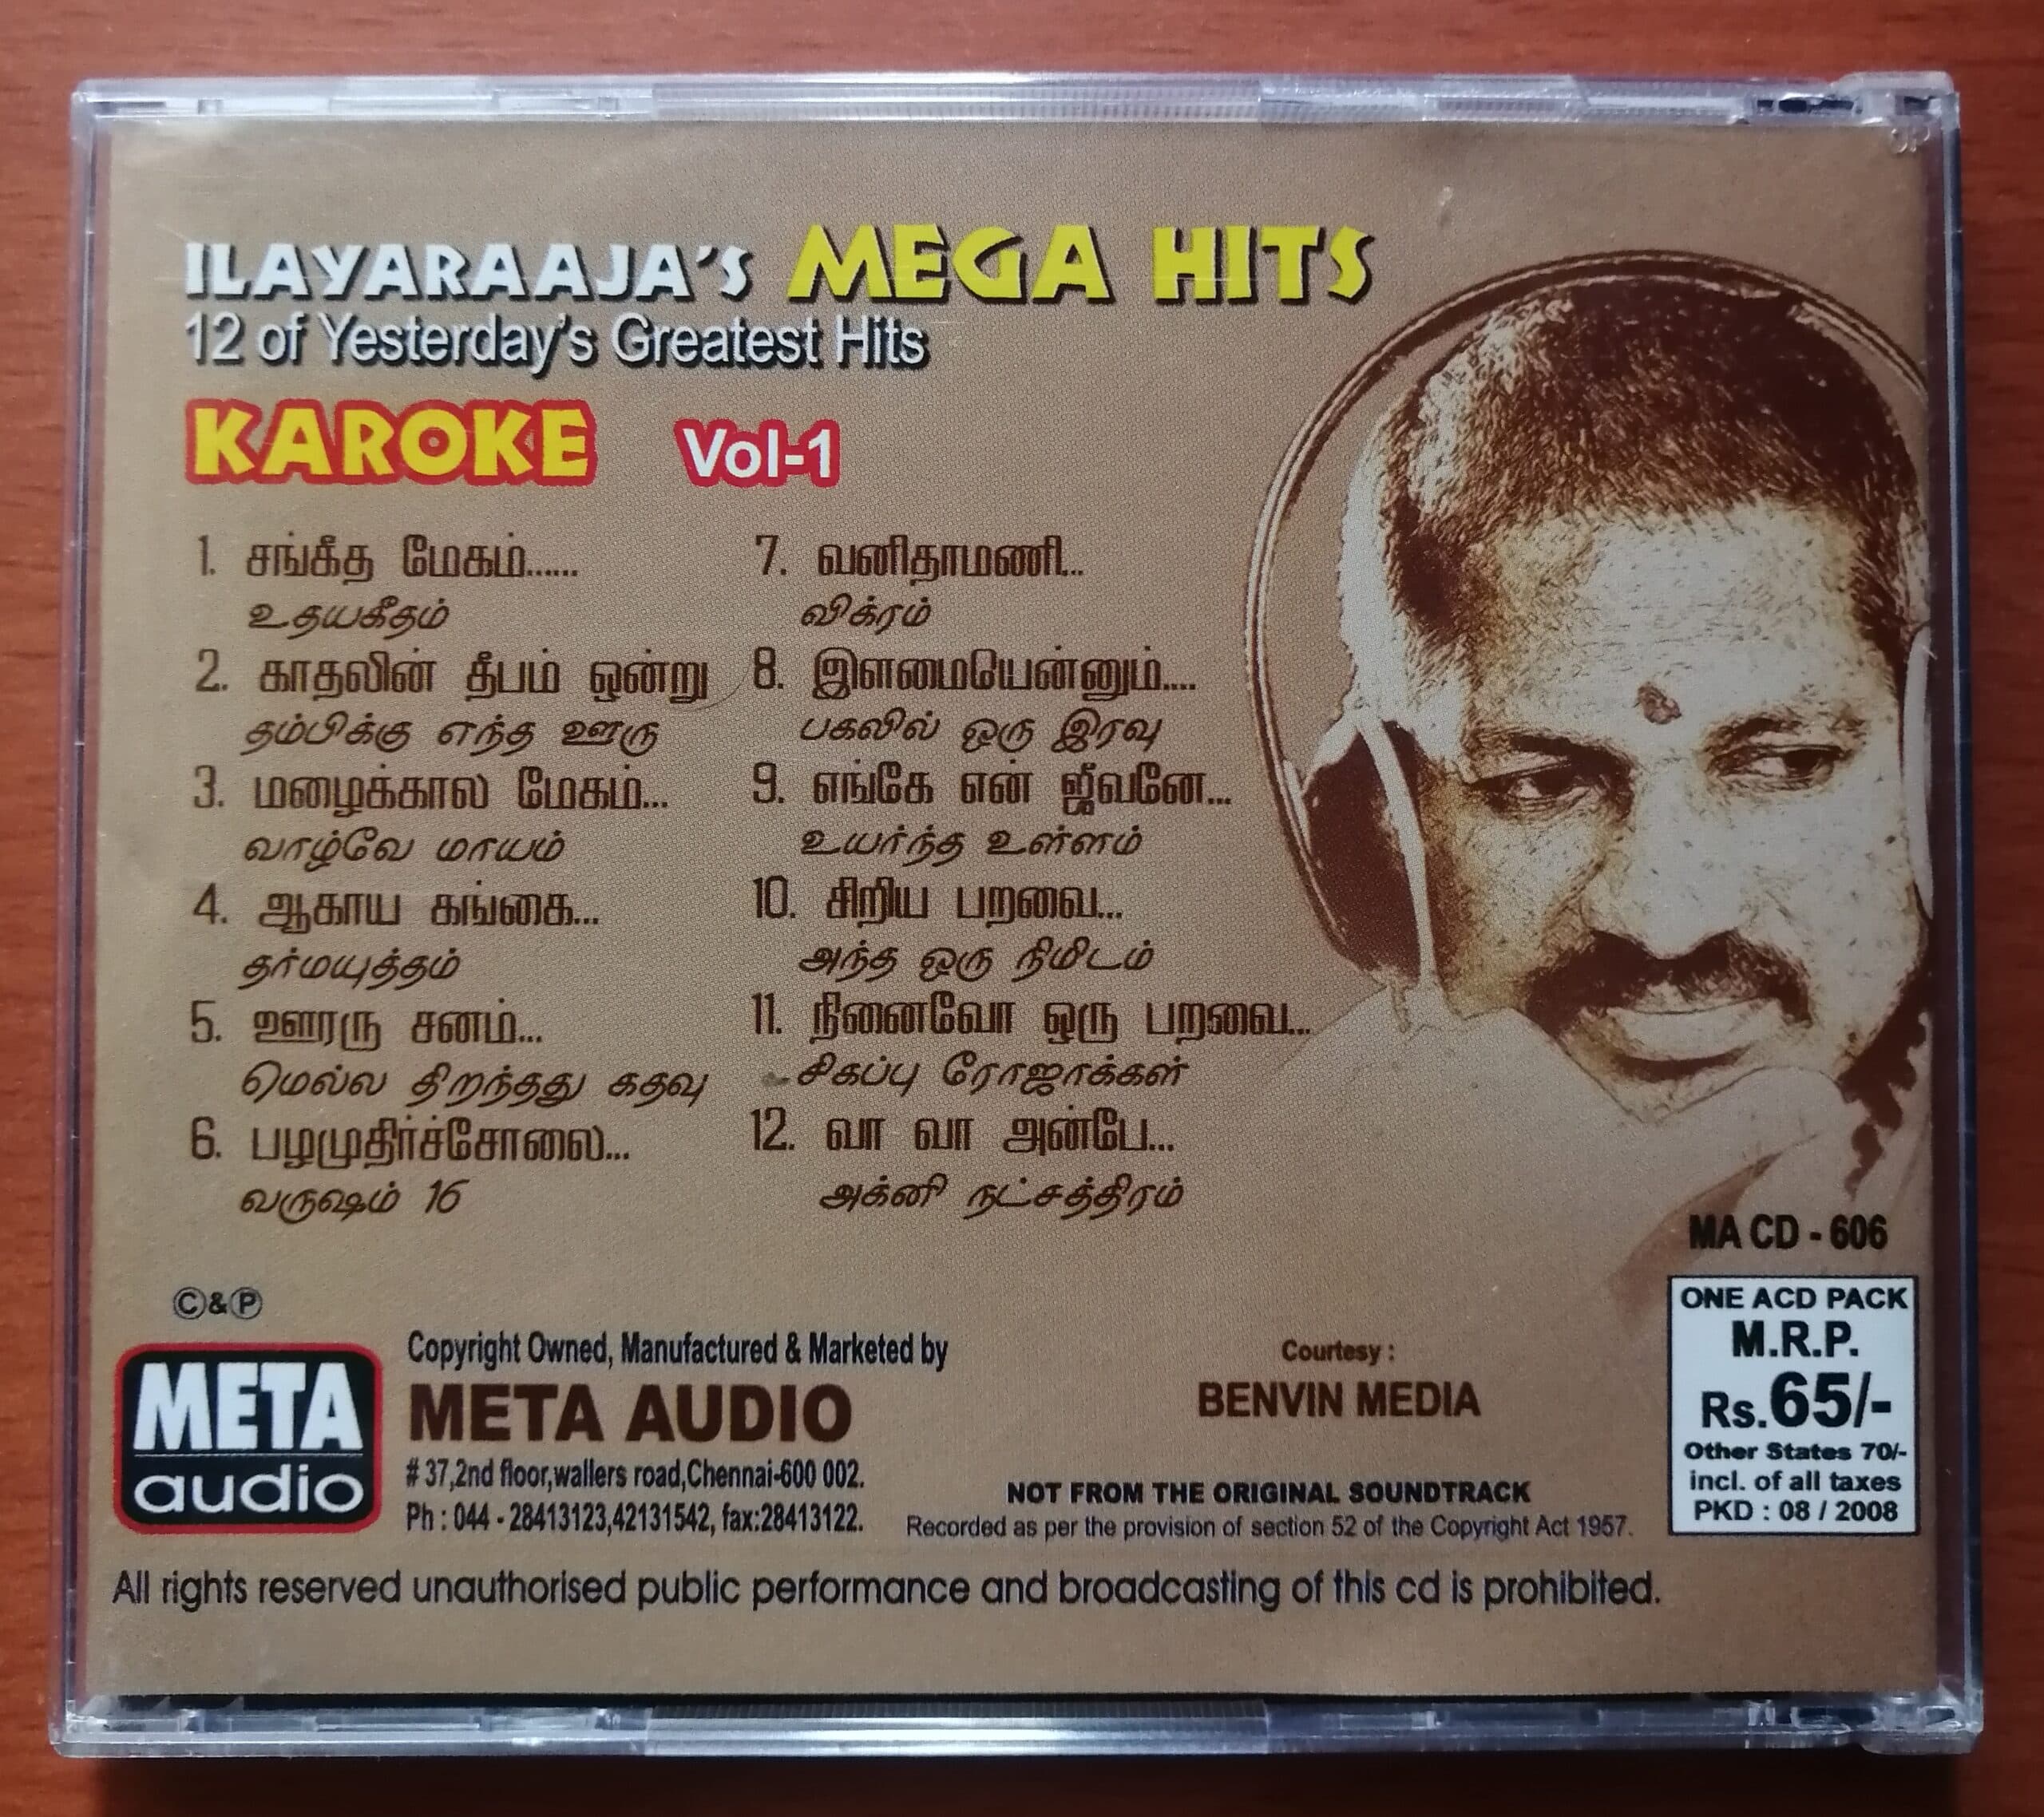 ILAYARAAJA'S MEGA HITS
12 of Yesterday's Greatest Hits
KAROKE Vol-1
1. சங்கீத மேகம்......
உதயகீதம்
2. காதலின் தீபம் ஒன்று
தம்பிக்கு எந்த ஊரு
3. மழைக்கால மேகம்...
வாழ்வே மாயம்
4. ஆகாய கங்கை...
தர்மயுத்தம்
5. ஊரரு சனம்...
மெல்ல திறந்தது கதவு
6. பழமுதிர்ச்சோலை...
வருஷம் 16
7. வனிதாமணி...
விக்ரம்
8. இளமையென்னும்....
பகலில் ஒரு இரவு
9. எங்கே என் ஜீவனே...
உயர்ந்த உள்ளம்
10. சிறிய பறவை...
அந்த ஒரு நிமிடம்
11. நினைவோ ஒரு பறவை...
சிகப்பு ரோஜாக்கள்
12. வா வா அன்பே...
அக்னி நட்சத்திரம்
MA CD - 606
Ⓒ&Ⓟ
META
audio
Copyright Owned, Manufactured & Marketed by
META AUDIO
# 37,2nd floor,wallers road,Chennai-600 002.
Ph : 044 - 28413123,42131542, fax:28413122.
Courtesy :
BENVIN MEDIA
NOT FROM THE ORIGINAL SOUNDTRACK
Recorded as per the provision of section 52 of the Copyright Act 1957.
ONE ACD PACK
M.R.P.
Rs.65/-
Other States 70/-
incl. of all taxes
PKD : 08 / 2008
All rights reserved unauthorised public performance and broadcasting of this cd is prohibited.